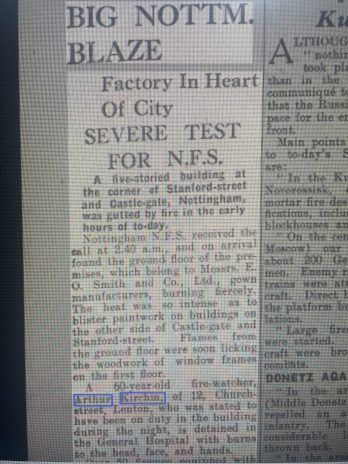 BIG NOTTM.
BLAZE
Factory In Heart
Of City
SEVERE TEST
FOR N.F.S.
A five-storied building at
the corner of Stanford-street
and Castle-gate, Nottingham,
was gutted by fire in the early
hours of to-day.
Nottingham N.F.S. received the
call at 2.40 a.m., and on arrival
found the ground floor of the pre-
mises, which belong to Messrs. E.
O. Smith and Co., Ltd., gown
manufacturers, burning fiercely.
The heat was so intense as to
blister paintwork on buildings on
the other side of Castle-gate and
Stanford-street. Flames from
the ground floor were soon licking
the woodwork of window frames
on the first floor.
A 60-year-old fire-watcher,
Arthur Kirchin, of 12, Church-
street, Lenton, who was stated to
have been on duty in the building
during the night, is detained in
the General Hospital with burns
to the head, face, and hands.
Ku
ALTHOUG
"nothin
took pla
than in the
communiqué t
that the Russi
pace for the en
front.
Main points
to to-day's S
are:
"In the Ku
Novorossisk,
mortar fire des
fications, inclu
blockhouses an
"On the cen
Moscow) our
about 200 Ge
men. Enemy r
trains were att
craft. Direct h
the platform bu
lations.
"Large fires
were started.
craft were bro
combats.
DONETZ AGA
"In the ar
(Middle Donetz
repelled an a
infantry. The
considerable
thrown back.